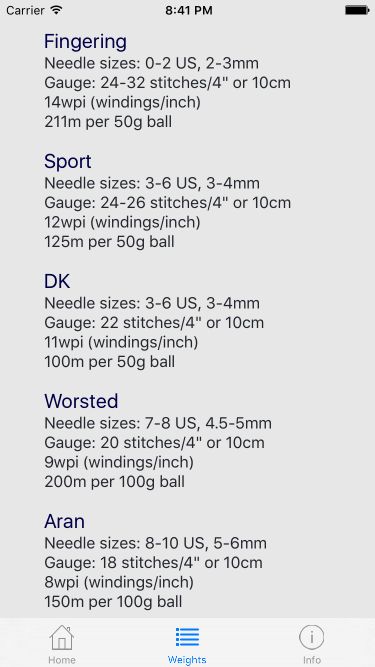 Carrier 8:41 PM
Fingering
Needle sizes: 0-2 US, 2-3mm
Gauge: 24-32 stitches/4" or 10cm
14wpi (windings/inch)
211m per 50g ball
Sport
Needle sizes: 3-6 US, 3-4mm
Gauge: 24-26 stitches/4" or 10cm
12wpi (windings/inch)
125m per 50g ball
DK
Needle sizes: 3-6 US, 3-4mm
Gauge: 22 stitches/4" or 10cm
11wpi (windings/inch)
100m per 50g ball
Worsted
Needle sizes: 7-8 US, 4.5-5mm
Gauge: 20 stitches/4" or 10cm
9wpi (windings/inch)
200m per 100g ball
Aran
Needle sizes: 8-10 US, 5-6mm
Gauge: 18 stitches/4" or 10cm
8wpi (windings/inch)
150m per 100g ball
Home Weights Info